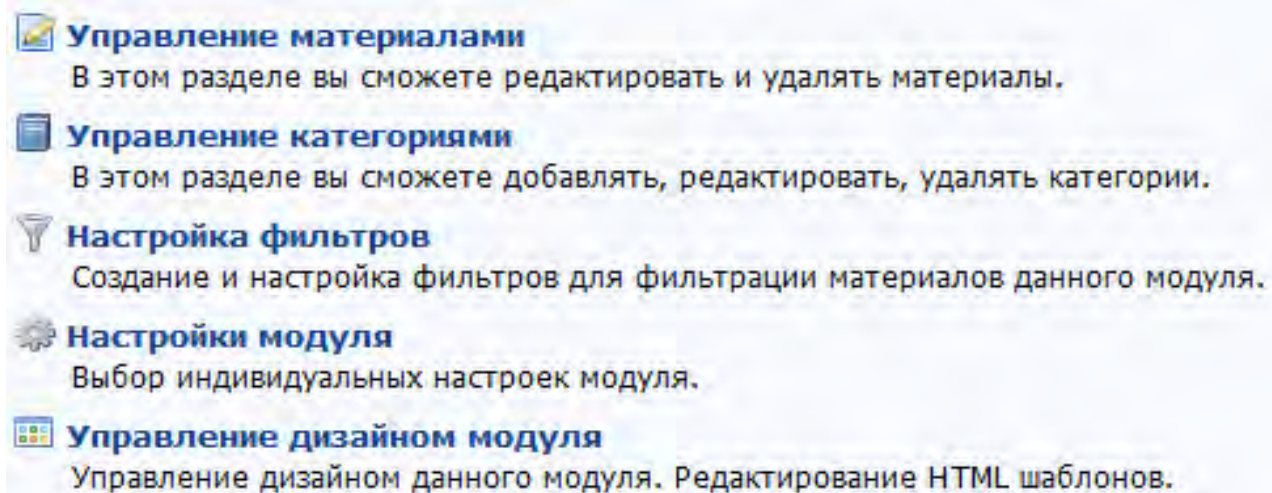 Управление материалами
В этом разделе вы сможете редактировать и удалять материалы.
Управление категориями
В этом разделе вы сможете добавлять, редактировать, удалять категории.
Настройка фильтров
Создание и настройка фильтров для фильтрации материалов данного модуля.
Настройки модуля
Выбор индивидуальных настроек модуля.
Управление дизайном модуля
Управление дизайном данного модуля. Редактирование HTML шаблонов.